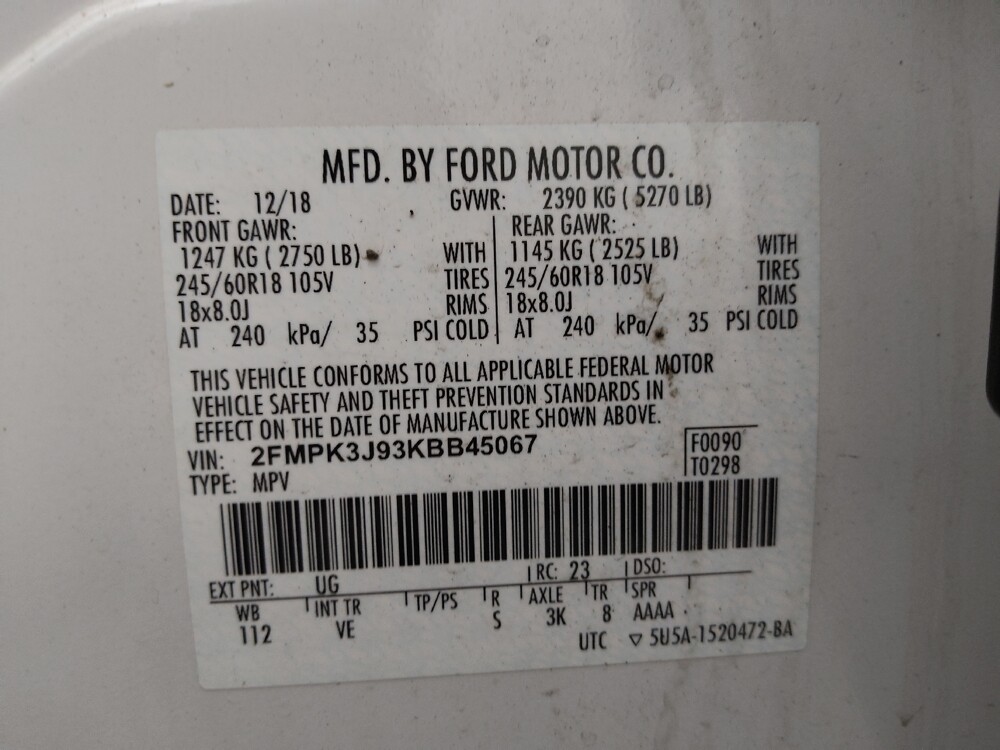 MFD. BY FORD MOTOR CO.
DATE: 12/18 GVWR: 2390 KG ( 5270 LB)
FRONT GAWR: REAR GAWR:
1247 KG ( 2750 LB) WITH 1145 KG ( 2525 LB) WITH
245/60R18 105V TIRES 245/60R18 105V TIRES
18x8.0J RIMS 18x8.0J RIMS
AT 240 kPa/ 35 PSI COLD AT 240 kPa/ 35 PSI COLD
THIS VEHICLE CONFORMS TO ALL APPLICABLE FEDERAL MOTOR
VEHICLE SAFETY AND THEFT PREVENTION STANDARDS IN
EFFECT ON THE DATE OF MANUFACTURE SHOWN ABOVE.
VIN: 2FMPK3J93KBB45067 F0090
TYPE: MPV T0298
EXT PNT: UG RC: 23 DSO:
WB INT TR TP/PS R AXLE TR SPR
112 VE S 3K 8 AAAA
UTC ▽ 5U5A-1520472-BA